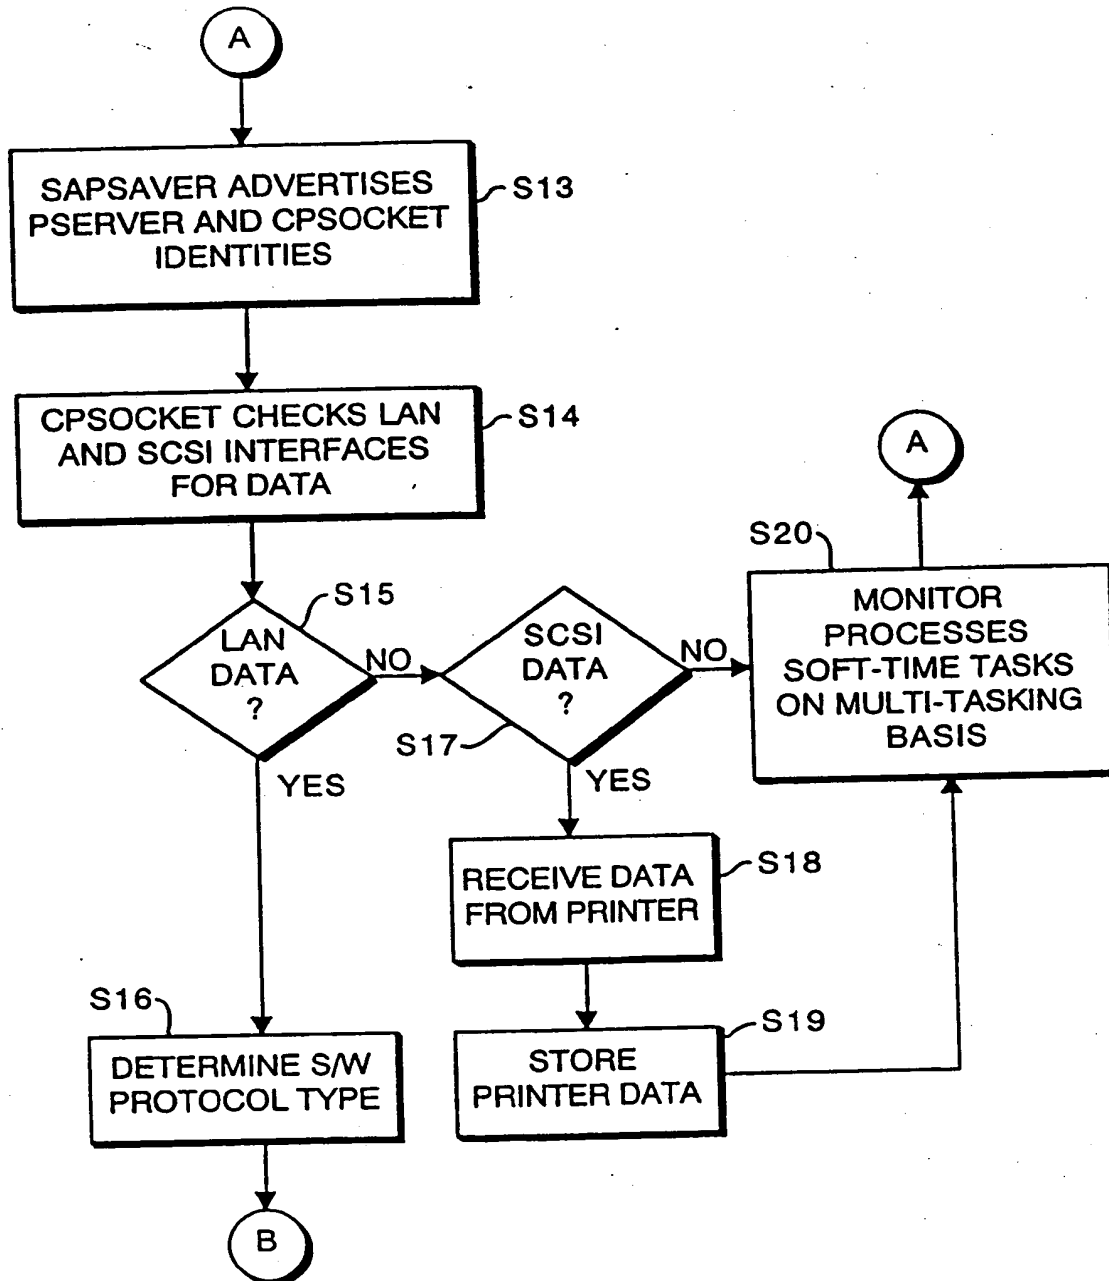 A
SAPSAVER ADVERTISES
PSERVER AND CPSOCKET
IDENTITIES
S13
CPSOCKET CHECKS LAN
AND SCSI INTERFACES
FOR DATA
S14
LAN
DATA
?
S15
NO
YES
SCSI
DATA
?
S17
NO
YES
A
S20
MONITOR
PROCESSES
SOFT-TIME TASKS
ON MULTI-TASKING
BASIS
RECEIVE DATA
FROM PRINTER
S18
STORE
PRINTER DATA
S19
S16
DETERMINE S/W
PROTOCOL TYPE
B